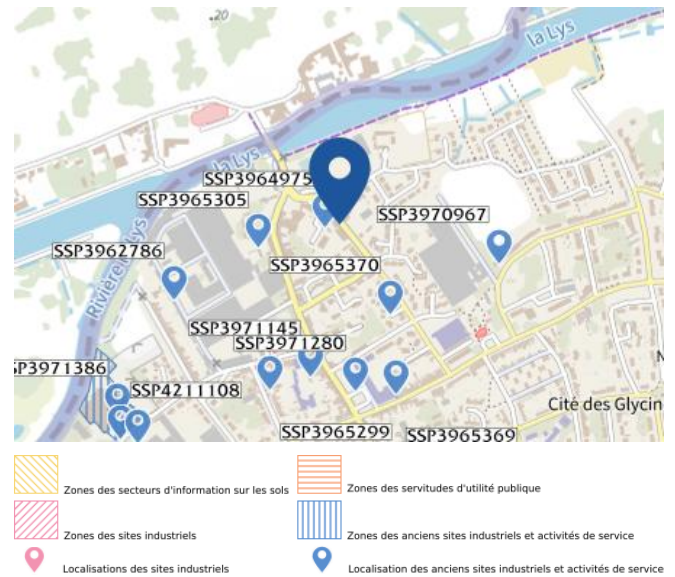 20
la Lys
la Lys
SSP3964975
SSP3965305
SSP3970967
SSP3962786
SSP3965370
Rivière
Lys
SSP3971145
SSP3971280
SP3971386
SSP4211108
N
Cité des Glycin
SSP3965299
SSP3965369
Zones des secteurs d'information sur les sols
Zones des servitudes d'utilité publique
Zones des sites industriels
Zones des anciens sites industriels et activités de service
Localisations des sites industriels
Localisation des anciens sites industriels et activités de service